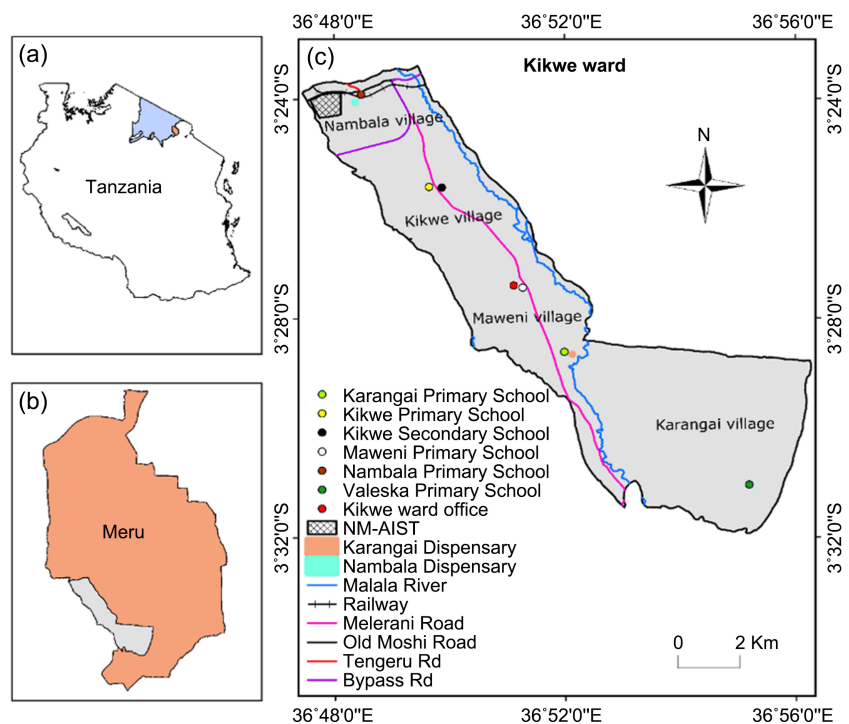 (a)
Tanzania
(b)
Meru
36°48'0"E 36°52'0"E 36°56'0"E
(c)
Kikwe ward
3°24'0"S
3°24'0"S
Nambala village
N
Kikwe village
Maweni village
3°28'0"S
3°28'0"S
Karangai village
3°32'0"S
3°32'0"S
Karangai Primary School
Kikwe Primary School
Kikwe Secondary School
Maweni Primary School
Nambala Primary School
Valeska Primary School
Kikwe ward office
NM-AIST
Karangai Dispensary
Nambala Dispensary
Malala River
Railway
Melerani Road
Old Moshi Road
Tengeru Rd
Bypass Rd
0 2 Km
36°48'0"E 36°52'0"E 36°56'0"E